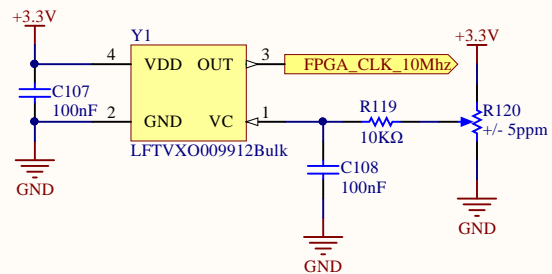 +3.3V
Y1
+3.3V
4
VDD
OUT
3
FPGA_CLK_10Mhz
C107
100nF
2
GND
VC
1
R119
10KΩ
R120
+/- 5ppm
LFTVXO009912Bulk
C108
100nF
GND
GND
GND